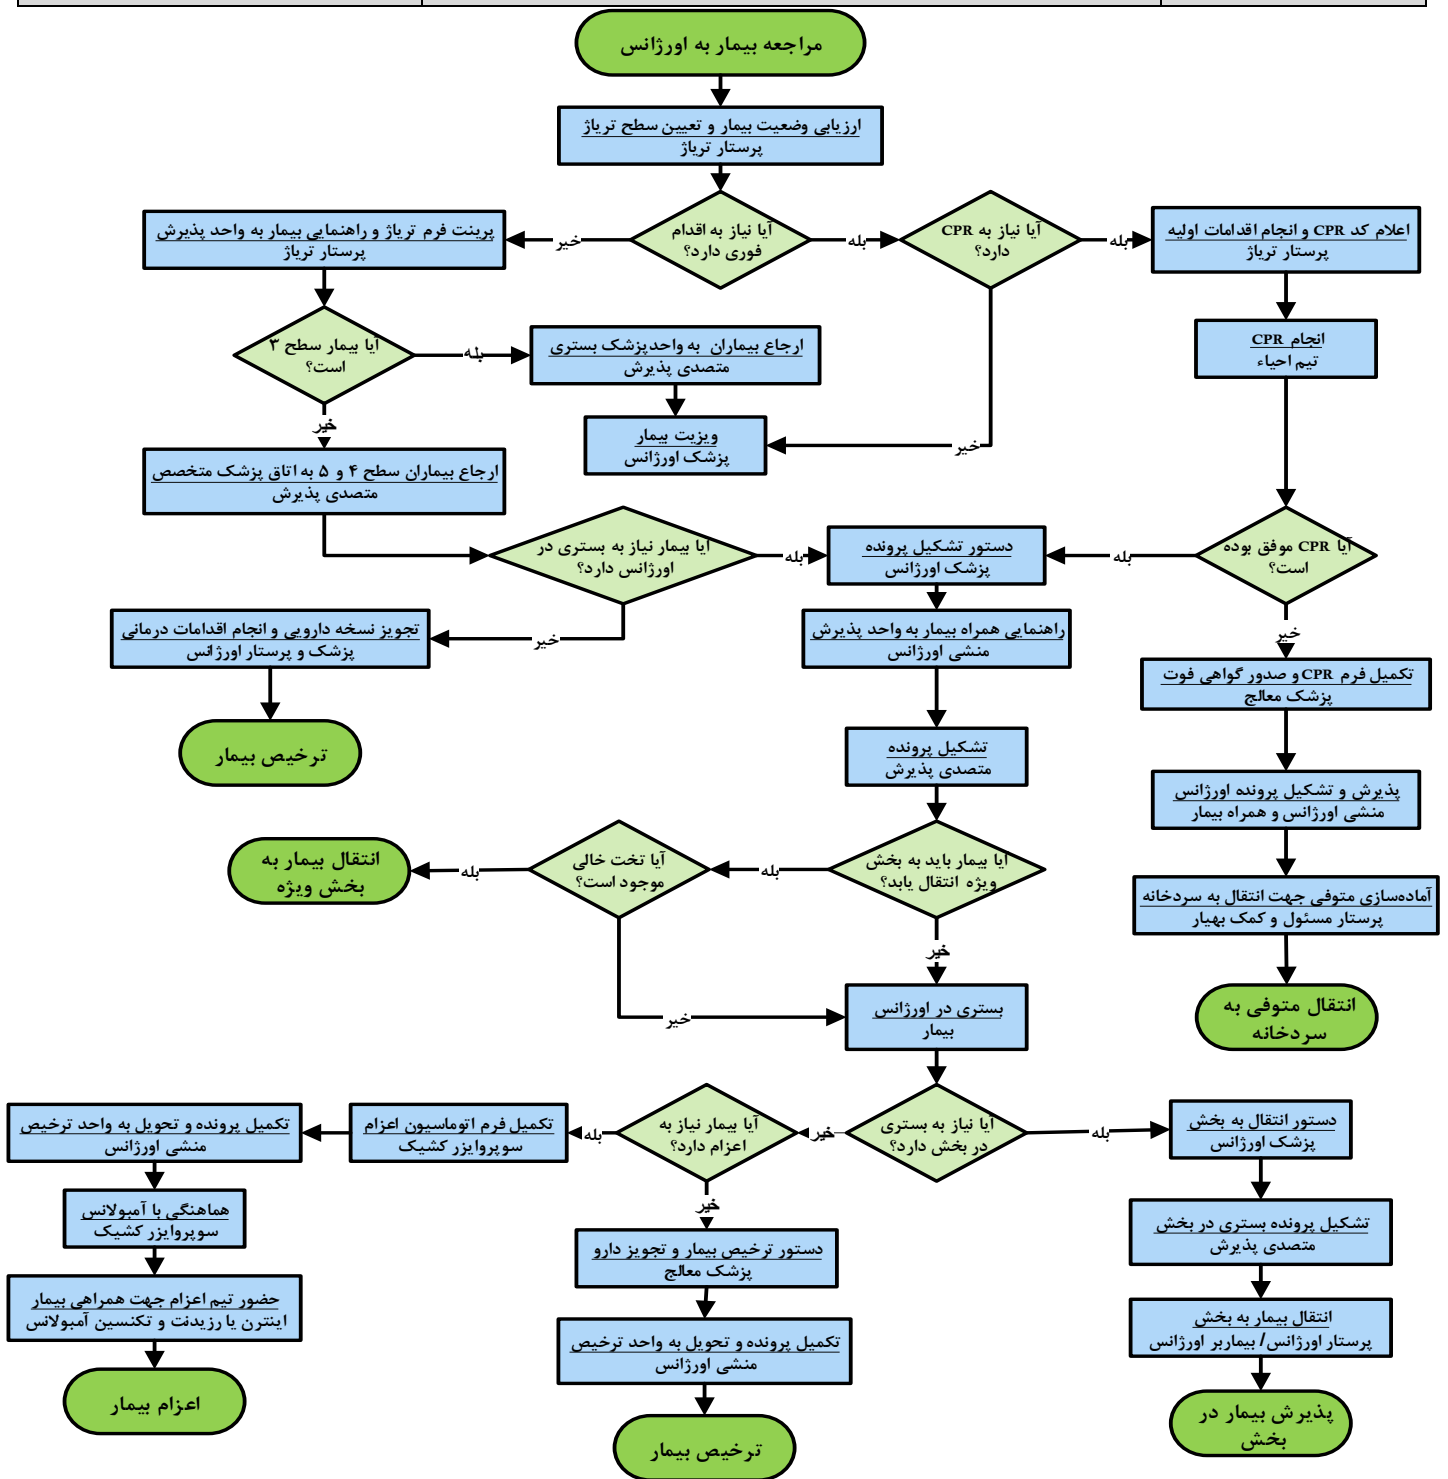 مراجعه بیمار به اورژانس
ارزیابی وضعیت بیمار و تعیین سطح تریاژ
پرستار تریاژ
آیا نیاز به اقدام
فوری دارد؟
خیر
بله
پرینت فرم تریاژ و راهنمایی بیمار به واحد پذیرش
پرستار تریاژ
آیا نیاز به CPR
دارد؟
بله
خیر
اعلام کد CPR و انجام اقدامات اولیه
پرستار تریاژ
انجام CPR
تیم احیاء
آیا بیمار سطح ۳
است؟
بله
خیر
ارجاع بیماران به واحدپزشک بستری
متصدی پذیرش
ویزیت بیمار
پزشک اورژانس
ارجاع بیماران سطح ۴ و ۵ به اتاق پزشک متخصص
متصدی پذیرش
آیا بیمار نیاز به بستری در
اورژانس دارد؟
بله
خیر
دستور تشکیل پرونده
پزشک اورژانس
آیا CPR موفق بوده
است؟
بله
خیر
تجویز نسخه دارویی و انجام اقدامات درمانی
پزشک و پرستار اورژانس
ترخیص بیمار
راهنمایی همراه بیمار به واحد پذیرش
منشی اورژانس
تشکیل پرونده
متصدی پذیرش
تکمیل فرم CPR و صدور گواهی فوت
پزشک معالج
پذیرش و تشکیل پرونده اورژانس
منشی اورژانس و همراه بیمار
آماده‌سازی متوفی جهت انتقال به سردخانه
پرستار مسئول و کمک بهیار
انتقال متوفی به
سردخانه
آیا بیمار باید به بخش
ویژه انتقال یابد؟
بله
خیر
آیا تخت خالی
موجود است؟
بله
خیر
انتقال بیمار به
بخش ویژه
بستری در اورژانس
بیمار
آیا نیاز به بستری
در بخش دارد؟
بله
خیر
دستور انتقال به بخش
پزشک اورژانس
تشکیل پرونده بستری در بخش
متصدی پذیرش
انتقال بیمار به بخش
پرستار اورژانس/ بیماربر اورژانس
پذیرش بیمار در
بخش
آیا بیمار نیاز به
اعزام دارد؟
بله
خیر
تکمیل فرم اتوماسیون اعزام
سوپروایزر کشیک
تکمیل پرونده و تحویل به واحد ترخیص
منشی اورژانس
هماهنگی با آمبولانس
سوپروایزر کشیک
حضور تیم اعزام جهت همراهی بیمار
اینترن یا رزیدنت و تکنسین آمبولانس
اعزام بیمار
دستور ترخیص بیمار و تجویز دارو
پزشک معالج
تکمیل پرونده و تحویل به واحد ترخیص
منشی اورژانس
ترخیص بیمار